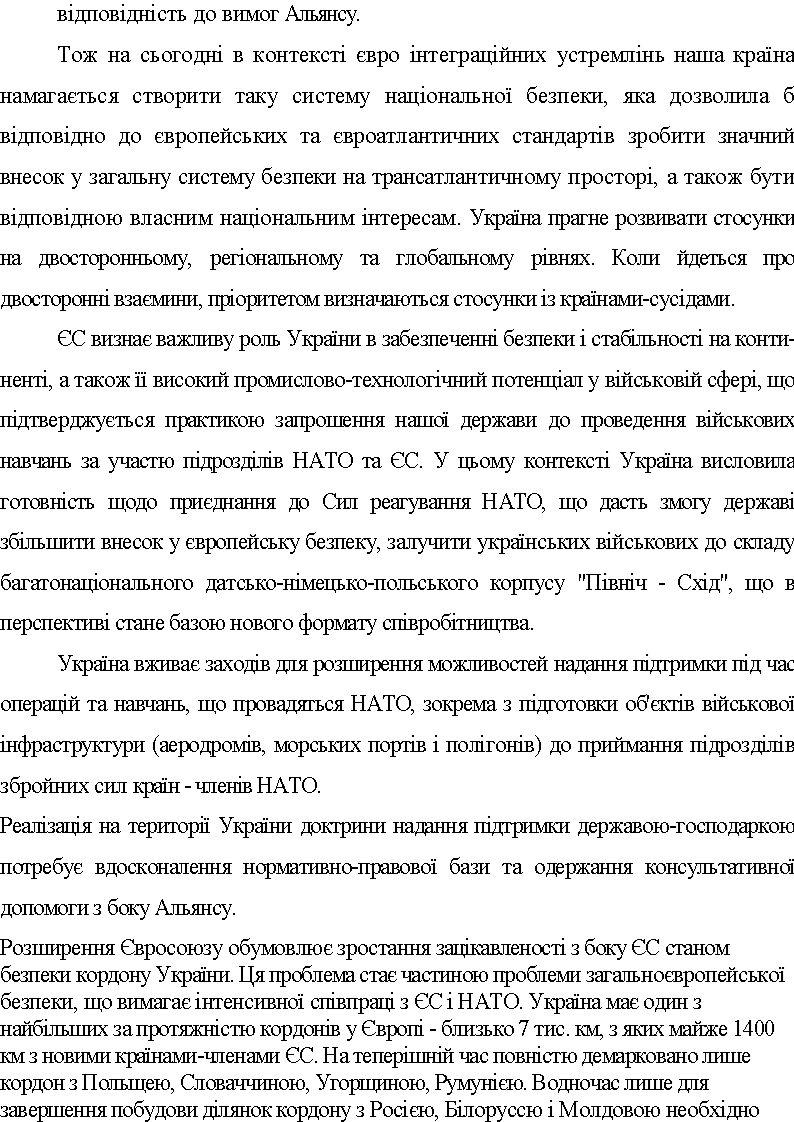 відповідність до вимог Альянсу.
Тож на сьогодні в контексті євро інтеграційних устремлінь наша країна
намагається створити таку систему національної безпеки, яка дозволила б
відповідно до європейських та євроатлантичних стандартів зробити значний
внесок у загальну систему безпеки на трансатлантичному просторі, а також бути
відповідною власним національним інтересам. Україна прагне розвивати стосунки
на двосторонньому, регіональному та глобальному рівнях. Коли йдеться про
двосторонні взаємини, пріоритетом визначаються стосунки із країнами-сусідами.
ЄС визнає важливу роль України в забезпеченні безпеки і стабільності на конти-
ненті, а також її високий промислово-технологічний потенціал у військовій сфері, що
підтверджується практикою запрошення нашої держави до проведення військових
навчань за участю підрозділів НАТО та ЄС. У цьому контексті Україна висловила
готовність щодо приєднання до Сил реагування НАТО, що дасть змогу державі
збільшити внесок у європейську безпеку, залучити українських військових до складу
багатонаціонального датсько-німецько-польського корпусу "Північ - Схід", що в
перспективі стане базою нового формату співробітництва.
Україна вживає заходів для розширення можливостей надання підтримки під час
операцій та навчань, що провадяться НАТО, зокрема з підготовки об'єктів військової
інфраструктури (аеродромів, морських портів і полігонів) до приймання підрозділів
збройних сил країн - членів НАТО.
Реалізація на території України доктрини надання підтримки державою-господаркою
потребує вдосконалення нормативно-правової бази та одержання консультативної
допомоги з боку Альянсу.
Розширення Євросоюзу обумовлює зростання зацікавленості з боку ЄС станом
безпеки кордону України. Ця проблема стає частиною проблеми загальноєвропейської
безпеки, що вимагає інтенсивної співпраці з ЄС і НАТО. Україна має один з
найбільших за протяжністю кордонів у Європі - близько 7 тис. км, з яких майже 1400
км з новими країнами-членами ЄС. На теперішній час повністю демарковано лише
кордон з Польщею, Словаччиною, Угорщиною, Румунією. Водночас лише для
завершення побудови ділянок кордону з Росією, Білоруссю і Молдовою необхідно